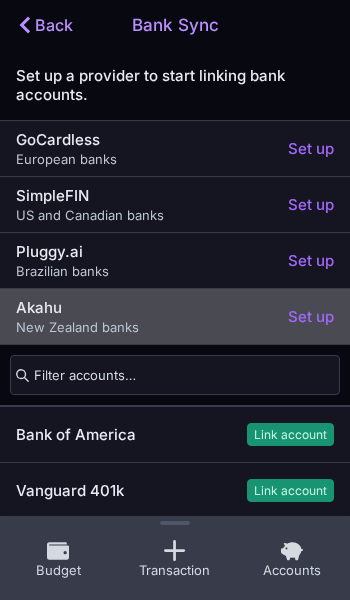 Back
Bank Sync
Set up a provider to start linking bank
accounts.
GoCardless
European banks
Set up
SimpleFIN
US and Canadian banks
Set up
Pluggy.ai
Brazilian banks
Set up
Akahu
New Zealand banks
Set up
Filter accounts...
Bank of America
Link account
Vanguard 401k
Link account
Budget
Transaction
Accounts